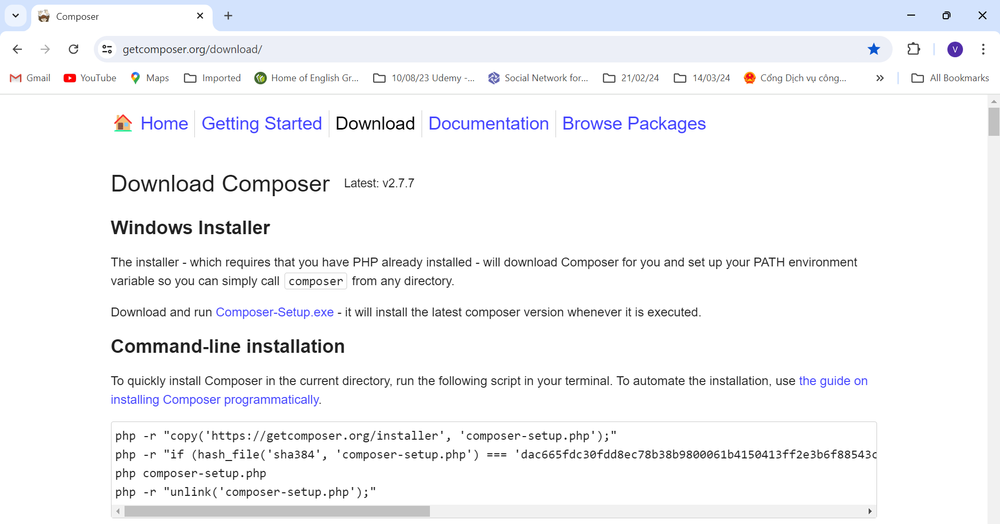 Composer
getcomposer.org/download/
V
Gmail
YouTube
Maps
Imported
Home of English Gr...
10/08/23 Udemy -...
Social Network for...
21/02/24
14/03/24
Cổng Dịch vụ công...
All Bookmarks
Home
Getting Started
Download
Documentation
Browse Packages
Download Composer Latest: v2.7.7
Windows Installer
The installer - which requires that you have PHP already installed - will download Composer for you and set up your PATH environment
variable so you can simply call composer from any directory.
Download and run Composer-Setup.exe - it will install the latest composer version whenever it is executed.
Command-line installation
To quickly install Composer in the current directory, run the following script in your terminal. To automate the installation, use the guide on
installing Composer programmatically.
php -r "copy('https://getcomposer.org/installer', 'composer-setup.php');"
php -r "if (hash_file('sha384', 'composer-setup.php') === 'dac665fdc30fdd8ec78b38b9800061b4150413ff2e3b6f88543c
php composer-setup.php
php -r "unlink('composer-setup.php');"